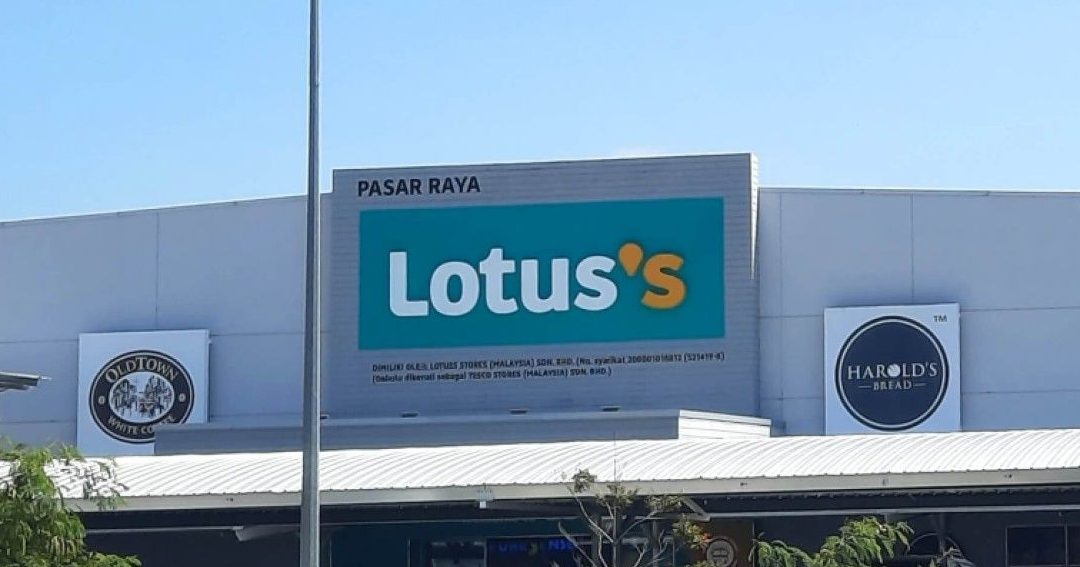 PASAR RAYA
Lotus's
DIMILIKI OLEH: LOTUSS STORES (MALAYSIA) SDN. BHD. (No. syarikat 200001018812 (521419-K)
(Dahulu dikenali sebagai TESCO STORES (MALAYSIA) SDN. BHD.)
OLDTOWN
WHITE COFFEE
TM
HAROLD'S
BREAD